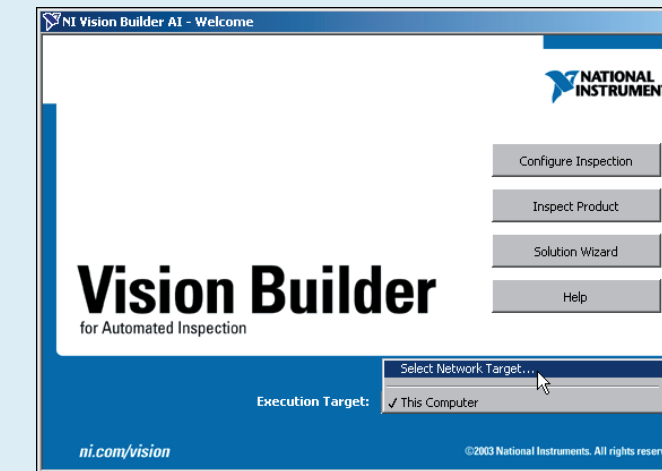 NI Vision Builder AI - Welcome
NATIONAL
INSTRUMEN
Configure Inspection
Inspect Product
Solution Wizard
Help
Vision Builder
for Automated Inspection
Select Network Target...
Execution Target:
✓ This Computer
ni.com/vision
©2003 National Instruments. All rights reser